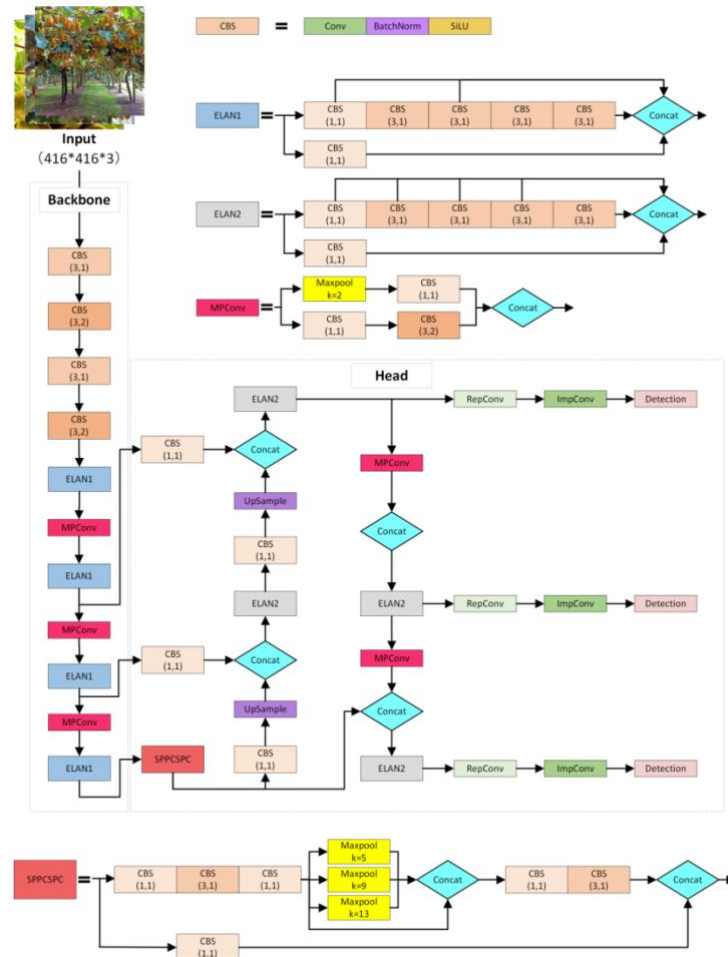 CBS
=
Conv
BatchNorm
SiLU
Input
（416*416*3）
ELAN1
=
CBS
(1,1)
CBS
(3,1)
CBS
(3,1)
CBS
(3,1)
CBS
(3,1)
Concat
CBS
(1,1)
ELAN2
=
CBS
(1,1)
CBS
(3,1)
CBS
(3,1)
CBS
(3,1)
CBS
(3,1)
Concat
CBS
(1,1)
MPConv
=
Maxpool
k=2
CBS
(1,1)
CBS
(1,1)
CBS
(3,2)
Concat
Backbone
CBS
(3,1)
CBS
(3,2)
CBS
(3,1)
CBS
(3,2)
ELAN1
MPConv
ELAN1
MPConv
ELAN1
MPConv
ELAN1
Head
ELAN2
RepConv
ImpConv
Detection
CBS
(1,1)
Concat
MPConv
UpSample
Concat
CBS
(1,1)
ELAN2
ELAN2
RepConv
ImpConv
Detection
CBS
(1,1)
Concat
MPConv
UpSample
Concat
SPPCSPC
CBS
(1,1)
ELAN2
RepConv
ImpConv
Detection
SPPCSPC
=
CBS
(1,1)
CBS
(3,1)
CBS
(1,1)
Maxpool
k=5
Maxpool
k=9
Maxpool
k=13
Concat
CBS
(1,1)
CBS
(3,1)
Concat
CBS
(1,1)